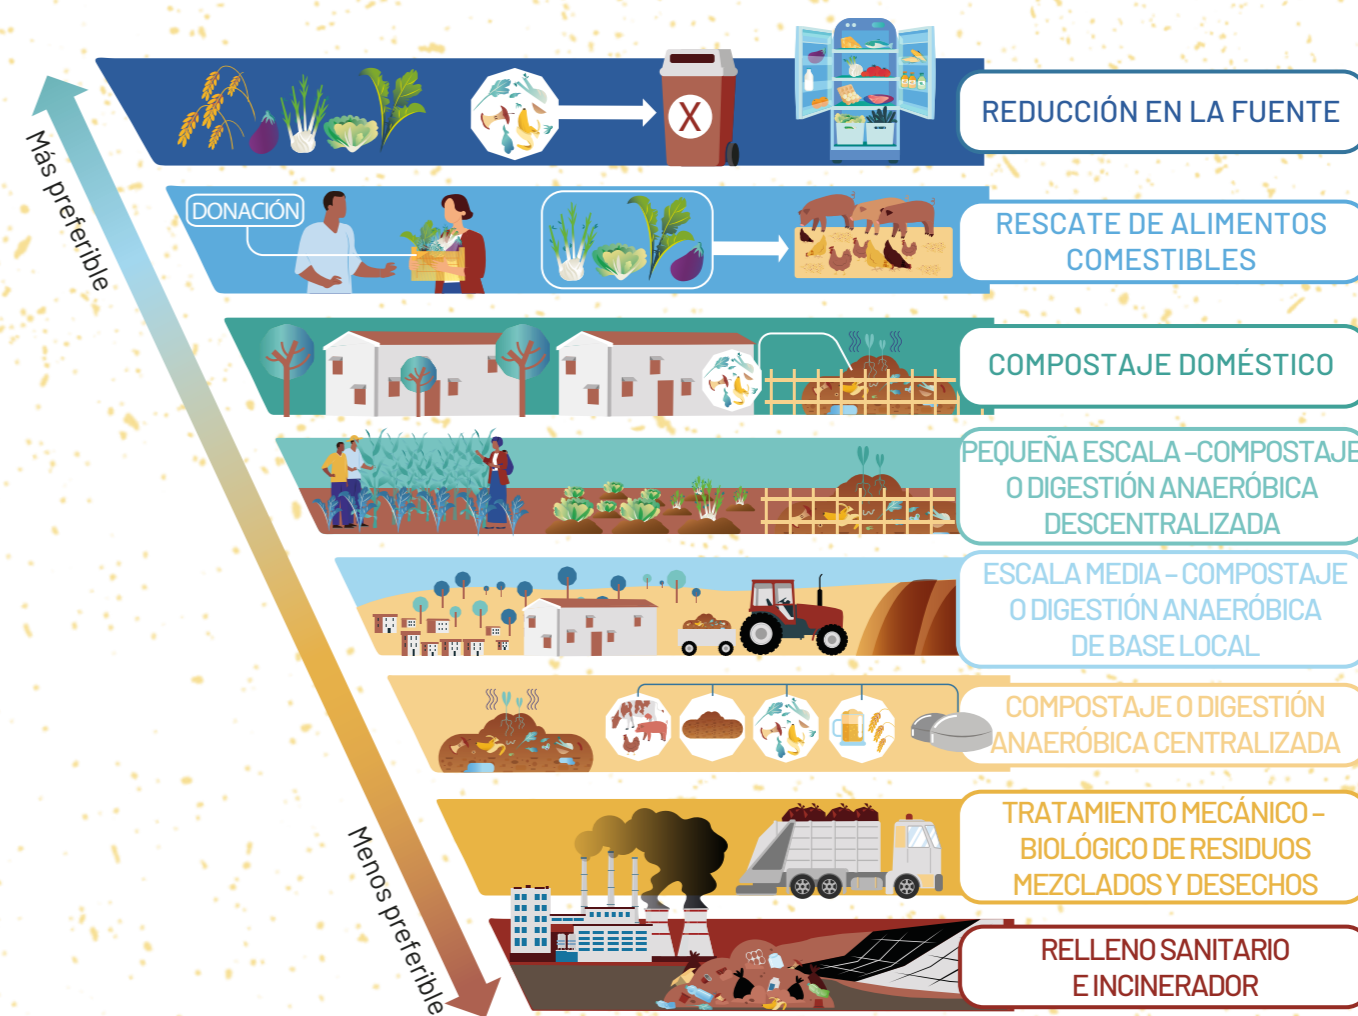 Más preferible
REDUCCIÓN EN LA FUENTE
X
DONACIÓN
RESCATE DE ALIMENTOS
COMESTIBLES
COMPOSTAJE DOMÉSTICO
PEQUEÑA ESCALA –COMPOSTAJE
O DIGESTIÓN ANAERÓBICA
DESCENTRALIZADA
ESCALA MEDIA – COMPOSTAJE
O DIGESTIÓN ANAERÓBICA
DE BASE LOCAL
COMPOSTAJE O DIGESTIÓN
ANAERÓBICA CENTRALIZADA
TRATAMIENTO MECÁNICO –
BIOLÓGICO DE RESIDUOS
MEZCLADOS Y DESECHOS
Menos preferible
RELLENO SANITARIO
E INCINERADOR